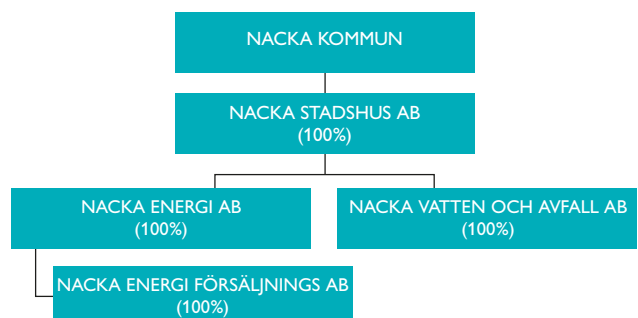 NACKA KOMMUN
NACKA STADSHUS AB
(100%)
NACKA ENERGI AB
(100%)
NACKA VATTEN OCH AVFALL AB
(100%)
NACKA ENERGI FÖRSÄLJNINGS AB
(100%)